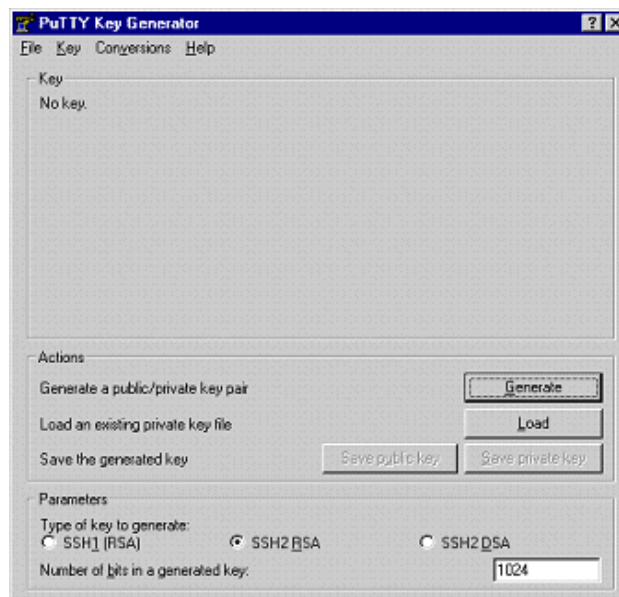 PuTTY Key Generator
File Key Conversions Help
Key
No key.
Actions
Generate a public/private key pair
Generate
Load an existing private key file
Load
Save the generated key
Save public key
Save private key
Parameters
Type of key to generate:
SSH1 (RSA)
SSH2 RSA
SSH2 DSA
Number of bits in a generated key:
1024